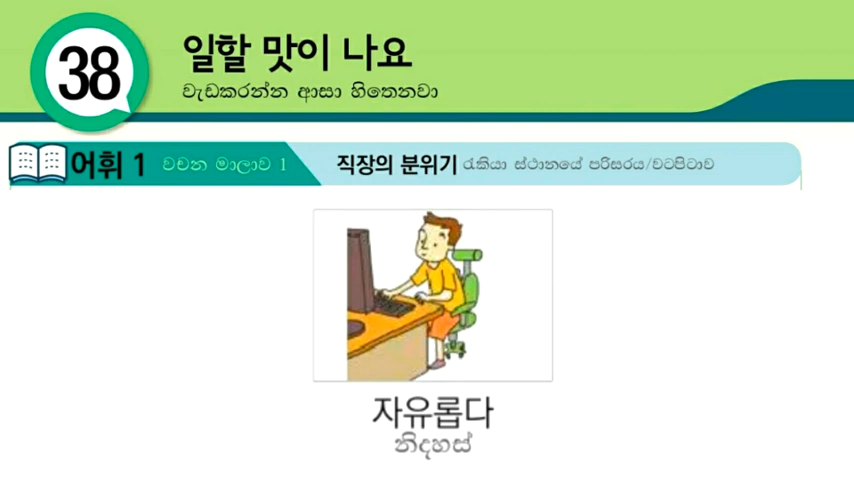 38
일할 맛이 나요
වැඩකරන්න ආසා හිතෙනවා
어휘 1 වචන මාලාව 1 직장의 분위기 රැකියා ස්ථානයේ පරිසරය/වටපිටාව
자유롭다
නිදහස්